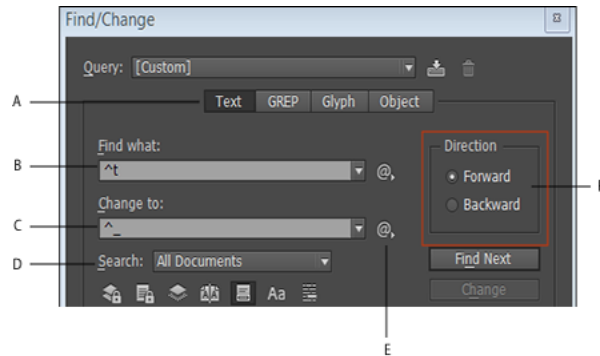 Find/Change
Query: [Custom]
A
Text GREP Glyph Object
Find what:
Direction
B
^t
@,
Forward
Change to:
Backward
C
^_
@,
D
Search: All Documents
Find Next
Aa
Change
E